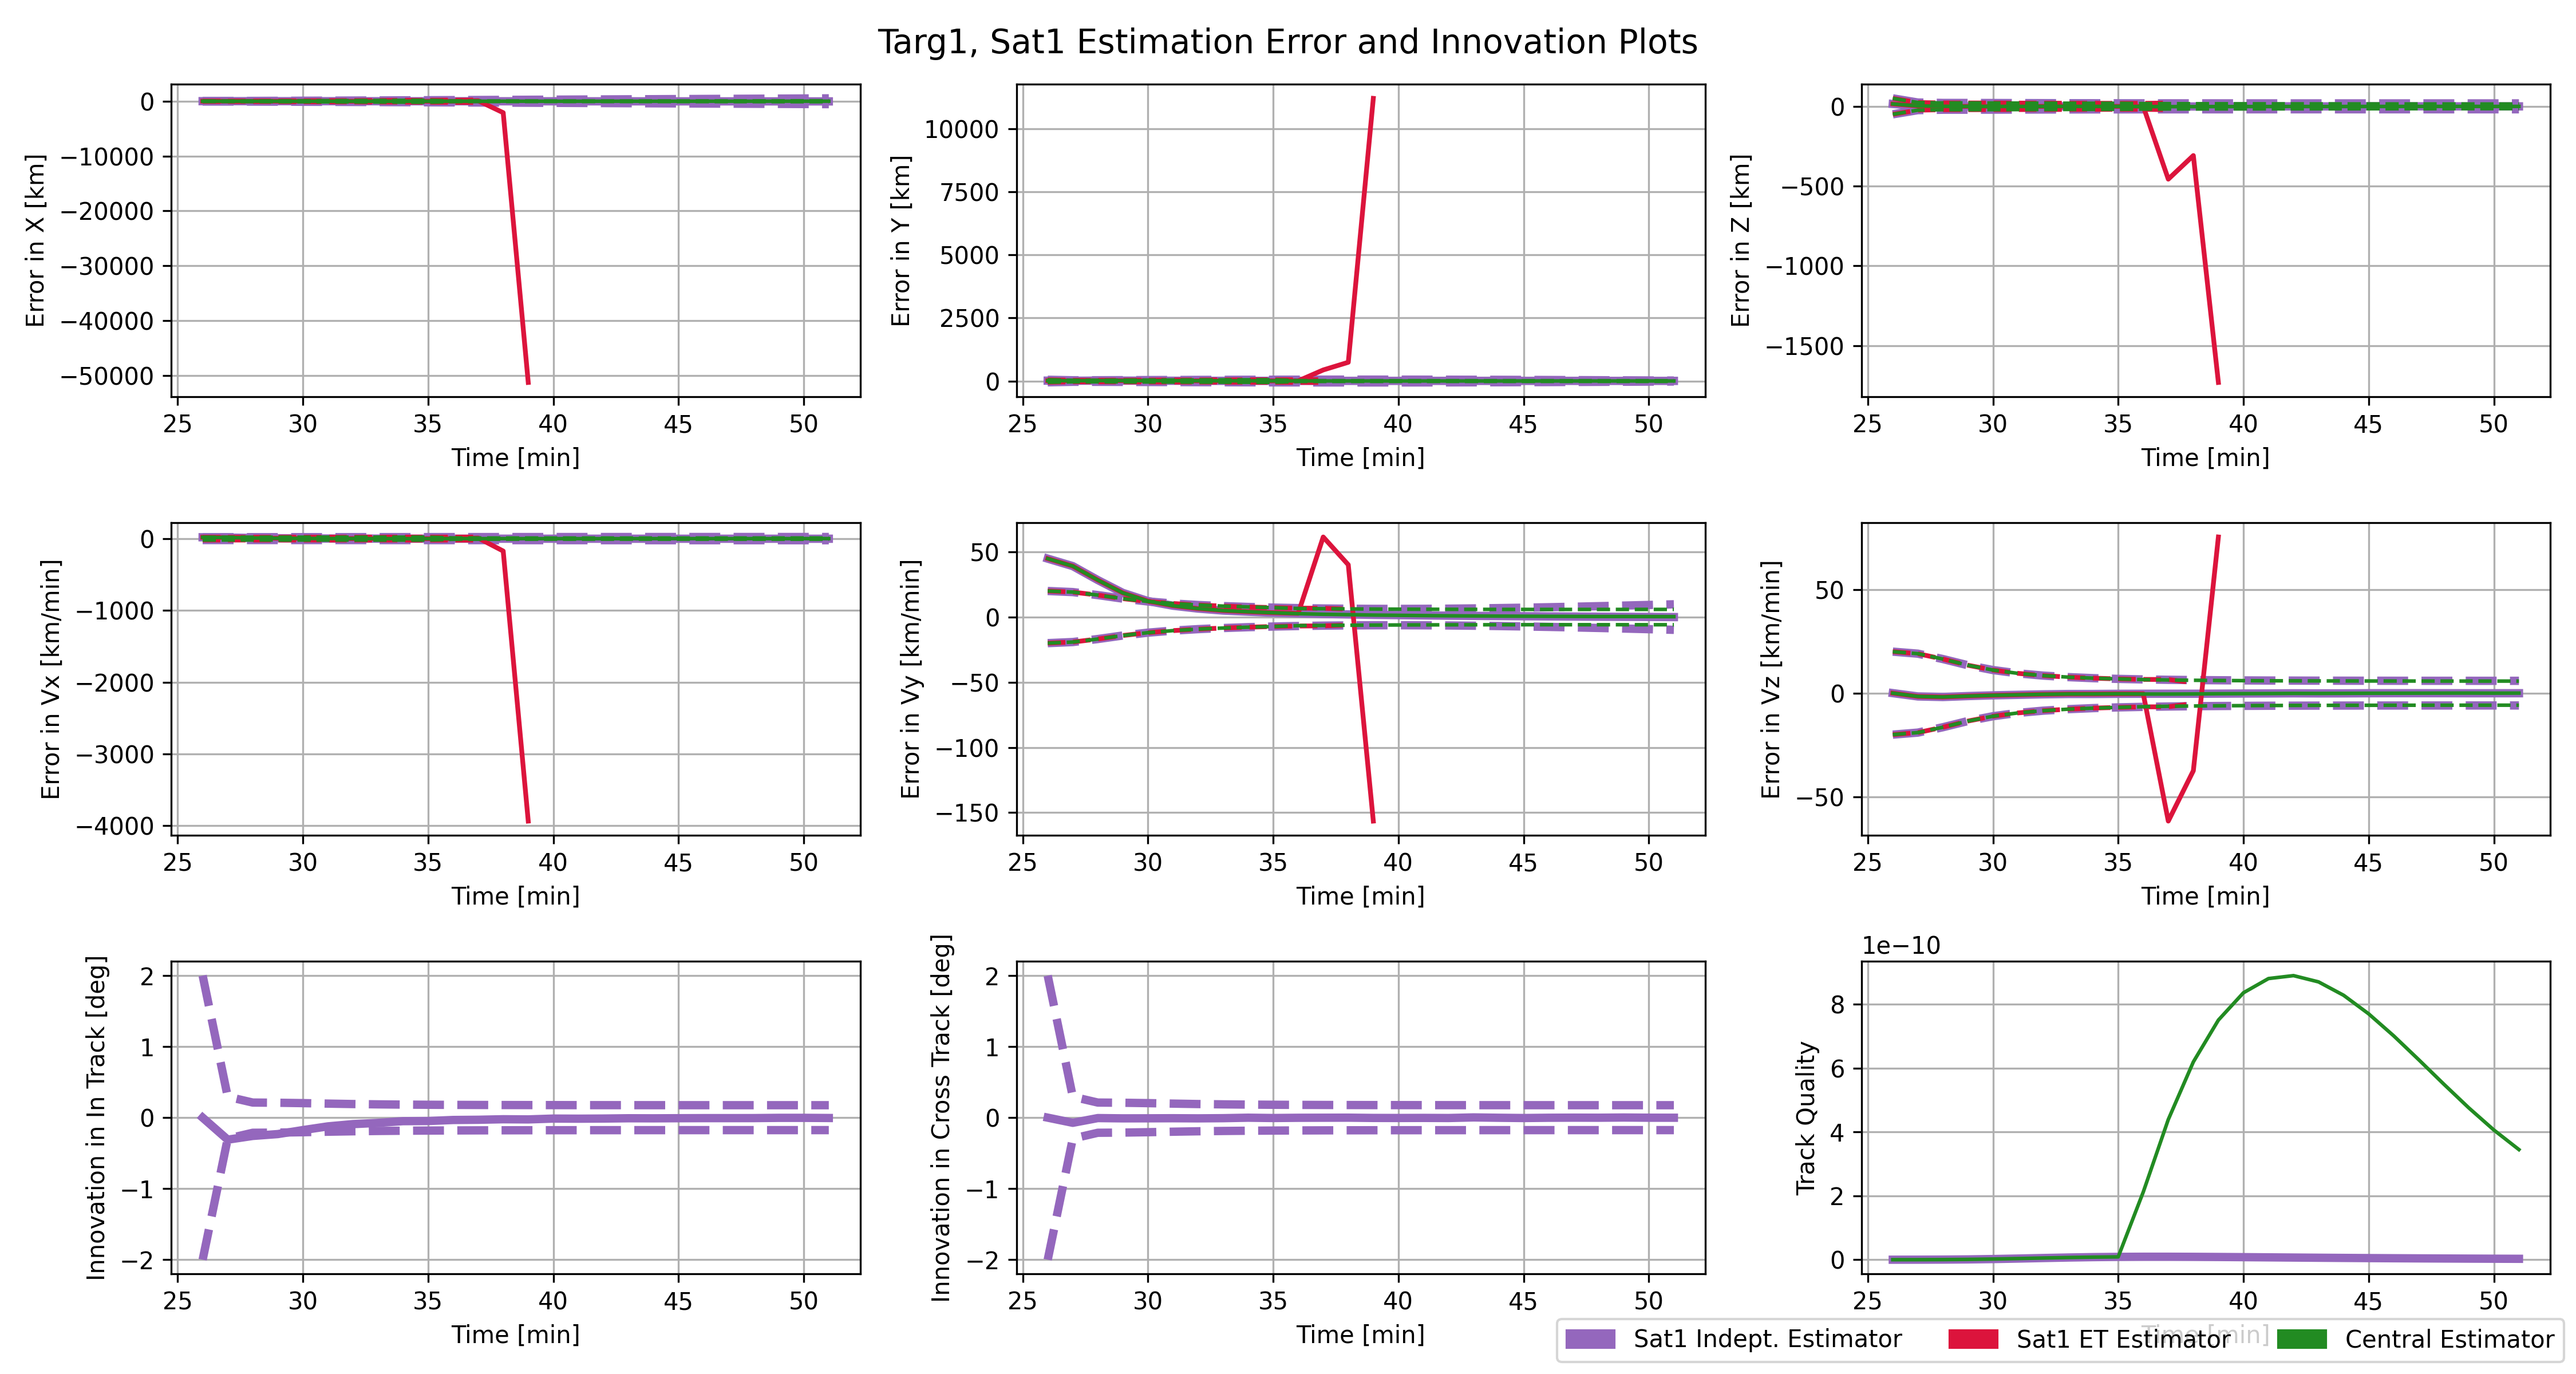 Targ1, Sat1 Estimation Error and Innovation Plots
Error in X [km]
0
−10000
−20000
−30000
−40000
−50000
25 30 35 40 45 50
Time [min]
Error in Y [km]
10000
7500
5000
2500
0
25 30 35 40 45 50
Time [min]
Error in Z [km]
0
−500
−1000
−1500
25 30 35 40 45 50
Time [min]
Error in Vx [km/min]
0
−1000
−2000
−3000
−4000
25 30 35 40 45 50
Time [min]
Error in Vy [km/min]
50
0
−50
−100
−150
25 30 35 40 45 50
Time [min]
Error in Vz [km/min]
50
0
−50
25 30 35 40 45 50
Time [min]
Innovation in In Track [deg]
2
1
0
−1
−2
25 30 35 40 45 50
Time [min]
Innovation in Cross Track [deg]
2
1
0
−1
−2
25 30 35 40 45 50
Time [min]
1e−10
Track Quality
8
6
4
2
0
25 30 35 40 45 50
Time [min]
Sat1 Indept. Estimator Sat1 ET Estimator Central Estimator